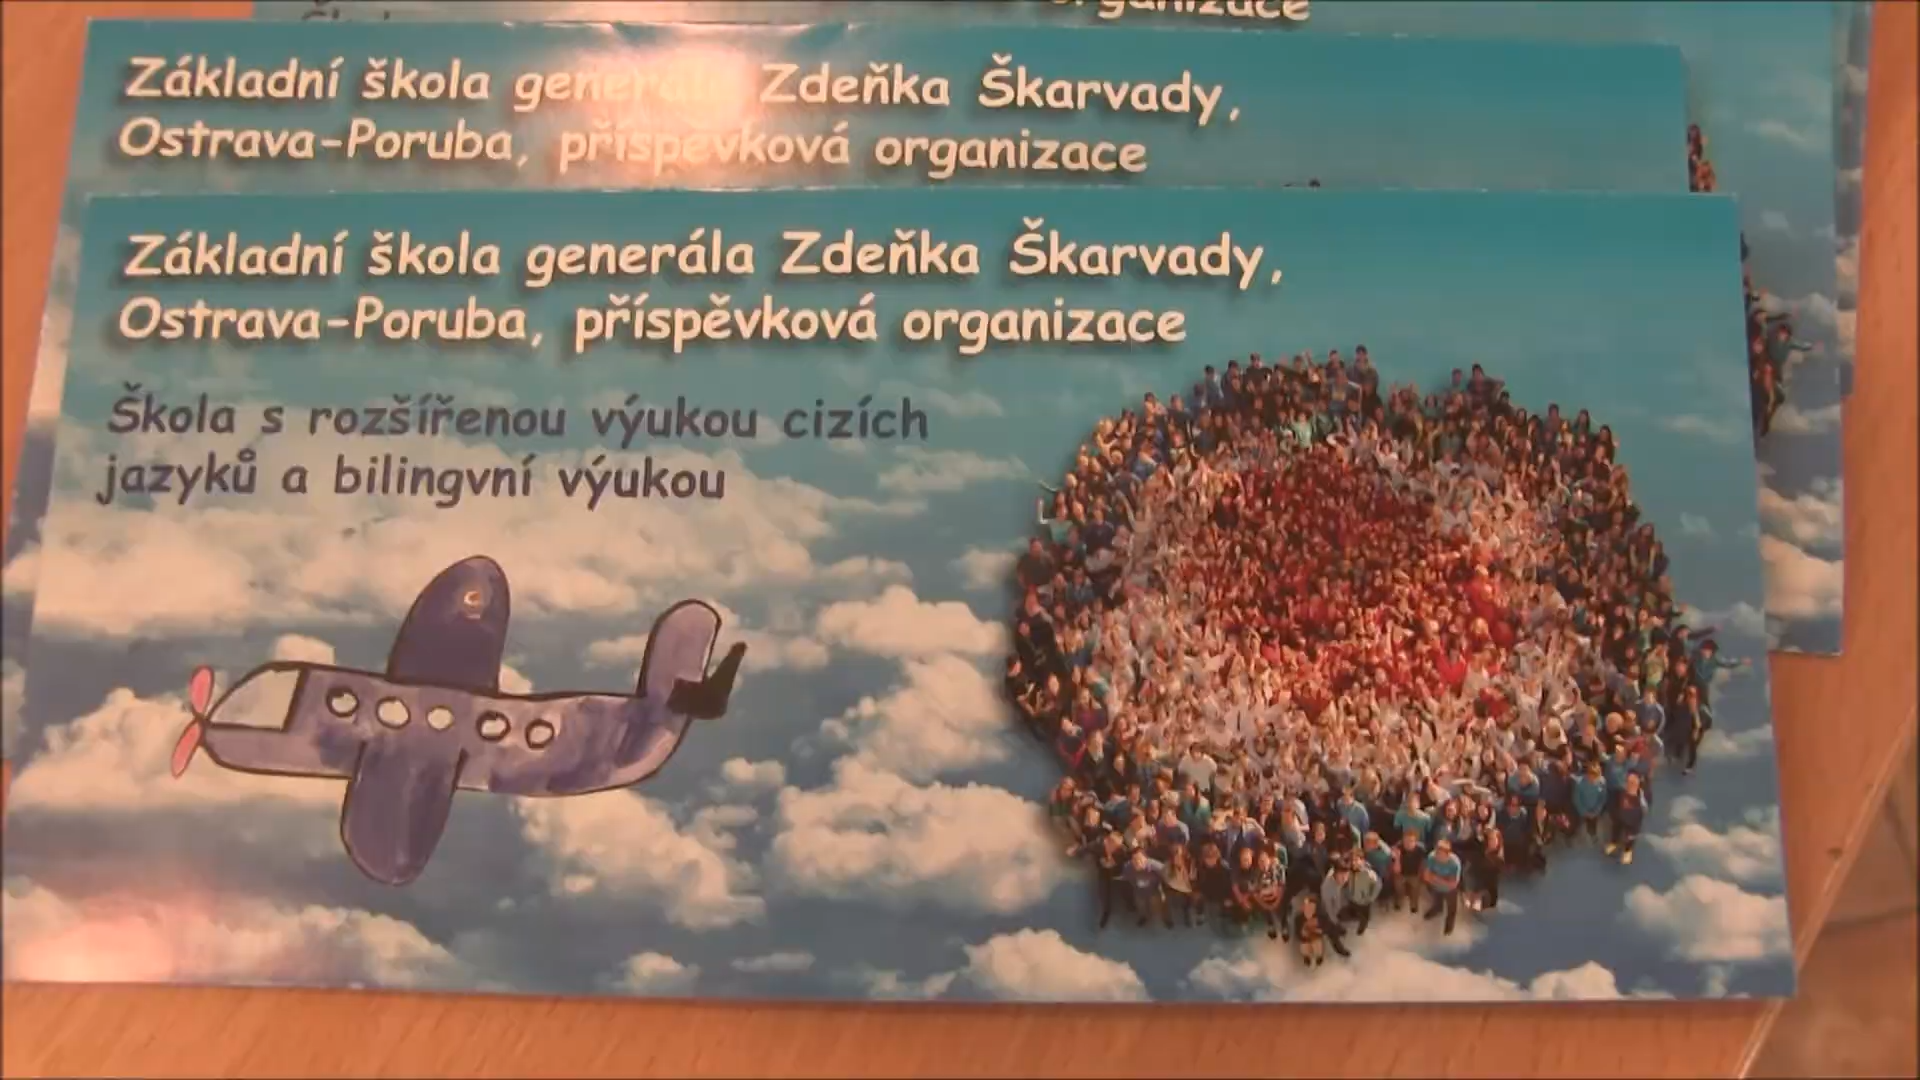 organizace
Základní škola generála Zdeňka Škarvady,
Ostrava-Poruba, příspěvková organizace
Základní škola generála Zdeňka Škarvady,
Ostrava-Poruba, příspěvková organizace
Škola s rozšířenou výukou cizích
jazyků a bilingvní výukou